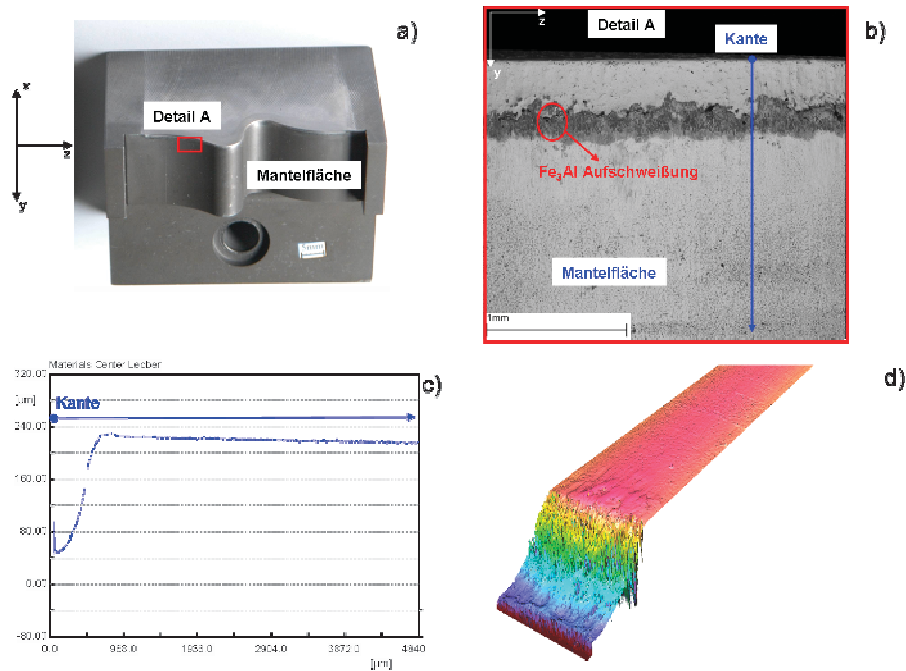 a)
x
z
y
Detail A
Mantelfläche
5mm
b)
z
y
Detail A
Kante
Fe₃Al Aufschweißung
Mantelfläche
1mm
c)
Materials Center Leoben
320.00
[µm]
Kante
240.00
160.00
80.00
0.00
-80.00
0.0
968.0
1936.0
2904.0
3872.0
4840
[µm]
d)